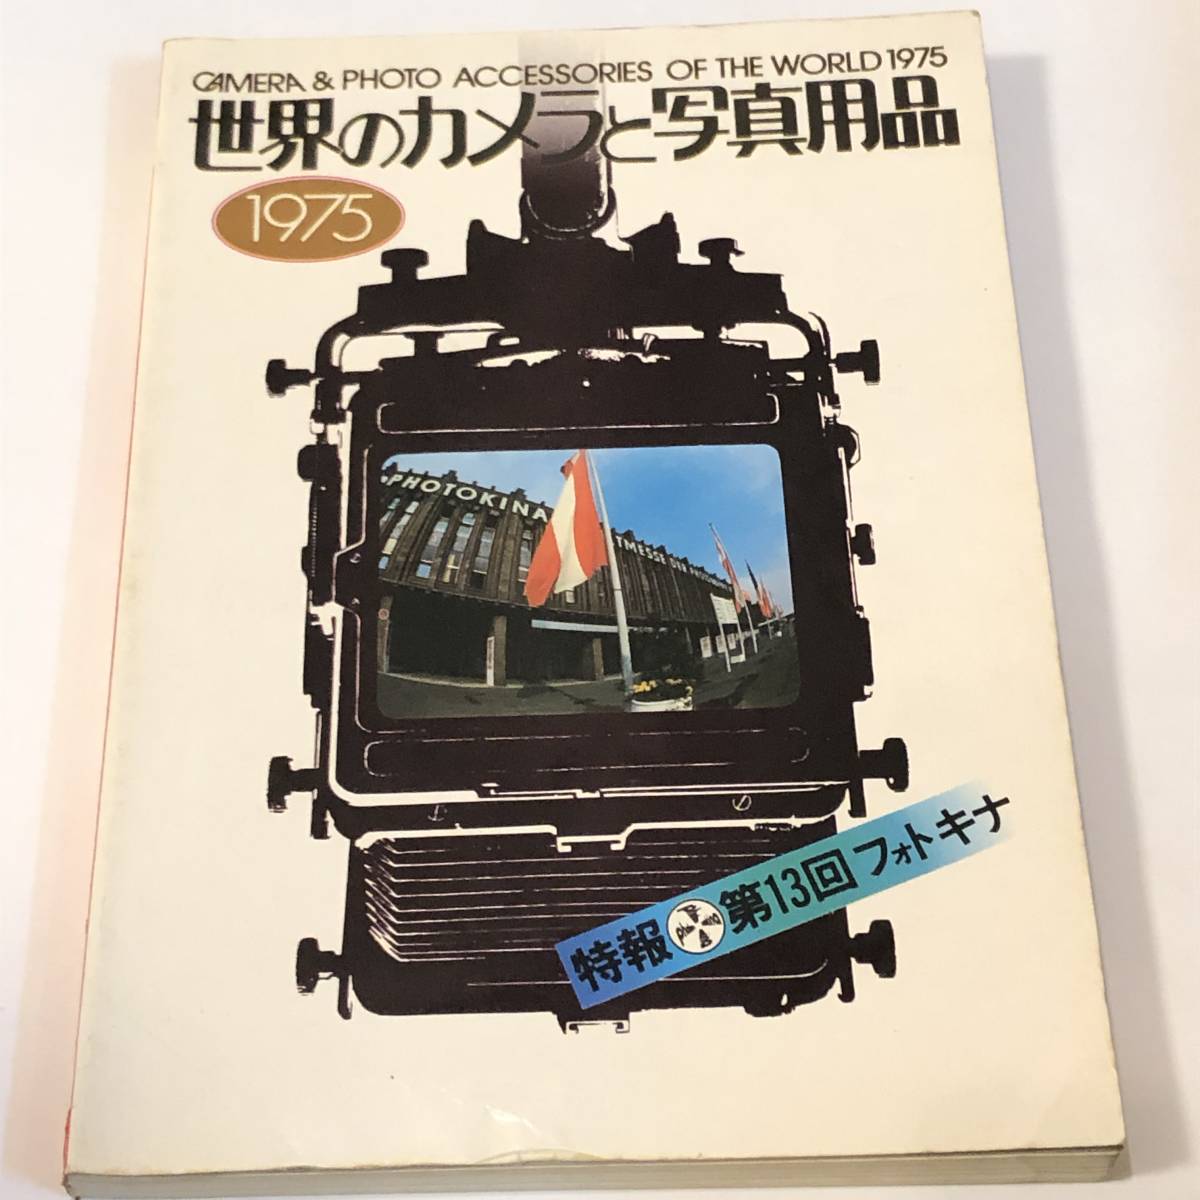 CAMERA & PHOTO ACCESSORIES OF THE WORLD 1975
世界のカメラと写真用品
1975
PHOTOKINA
特報 第13回 フォトキナ